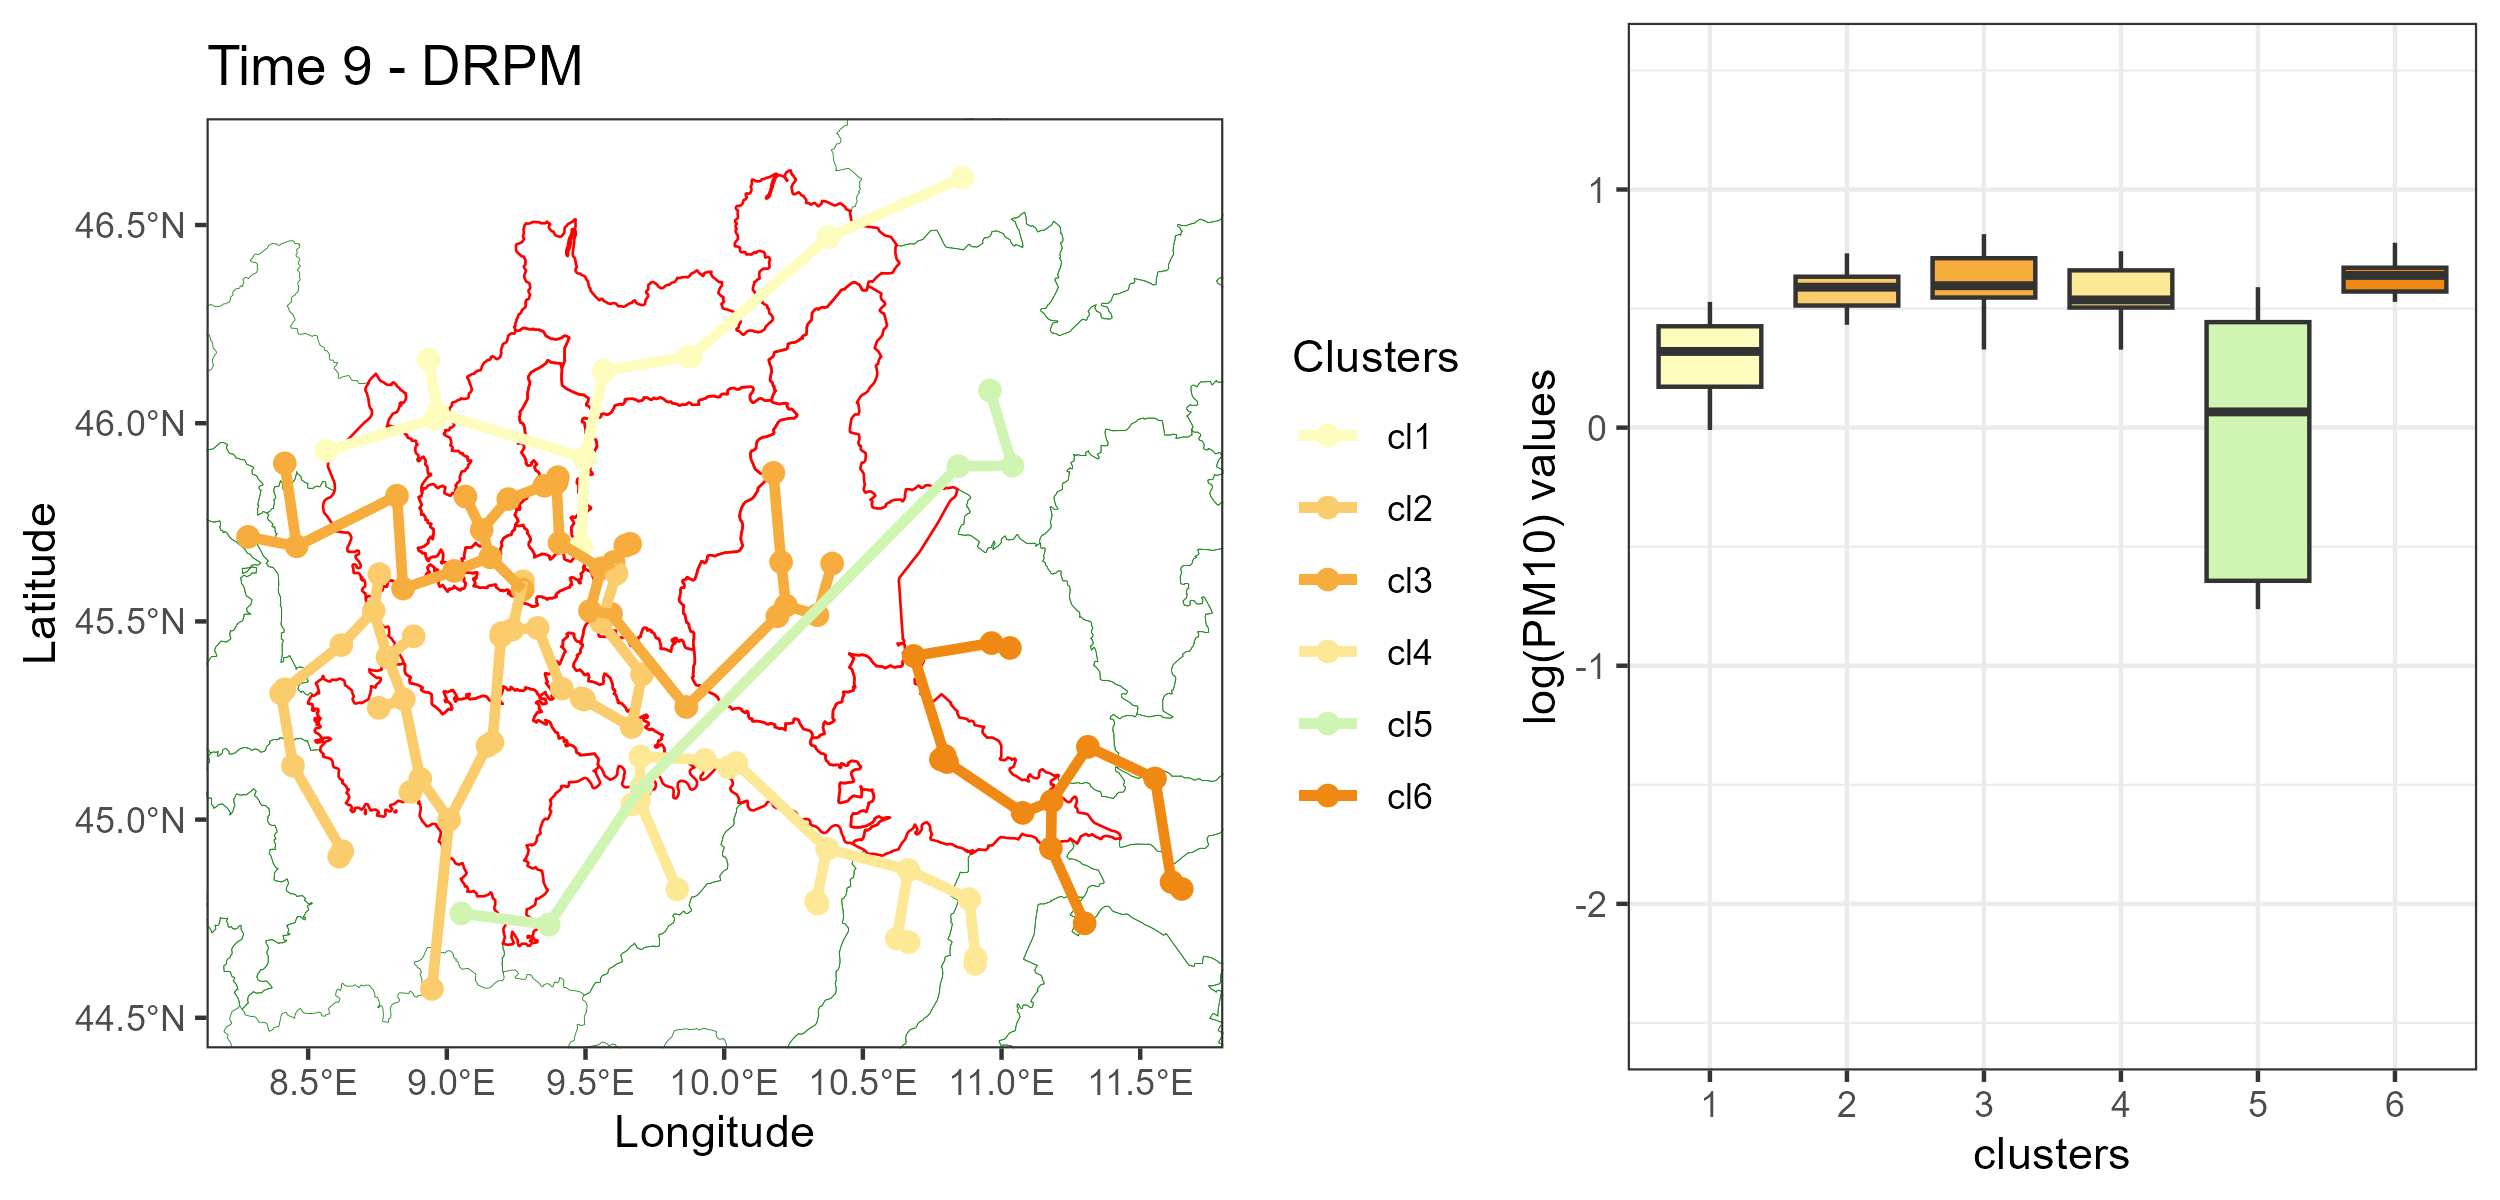 Time 9 - DRPM
46.5°N
46.0°N
45.5°N
45.0°N
44.5°N
Latitude
8.5°E 9.0°E 9.5°E 10.0°E 10.5°E 11.0°E 11.5°E
Longitude
Clusters
cl1
cl2
cl3
cl4
cl5
cl6
log(PM10) values
1
0
-1
-2
1 2 3 4 5 6
clusters